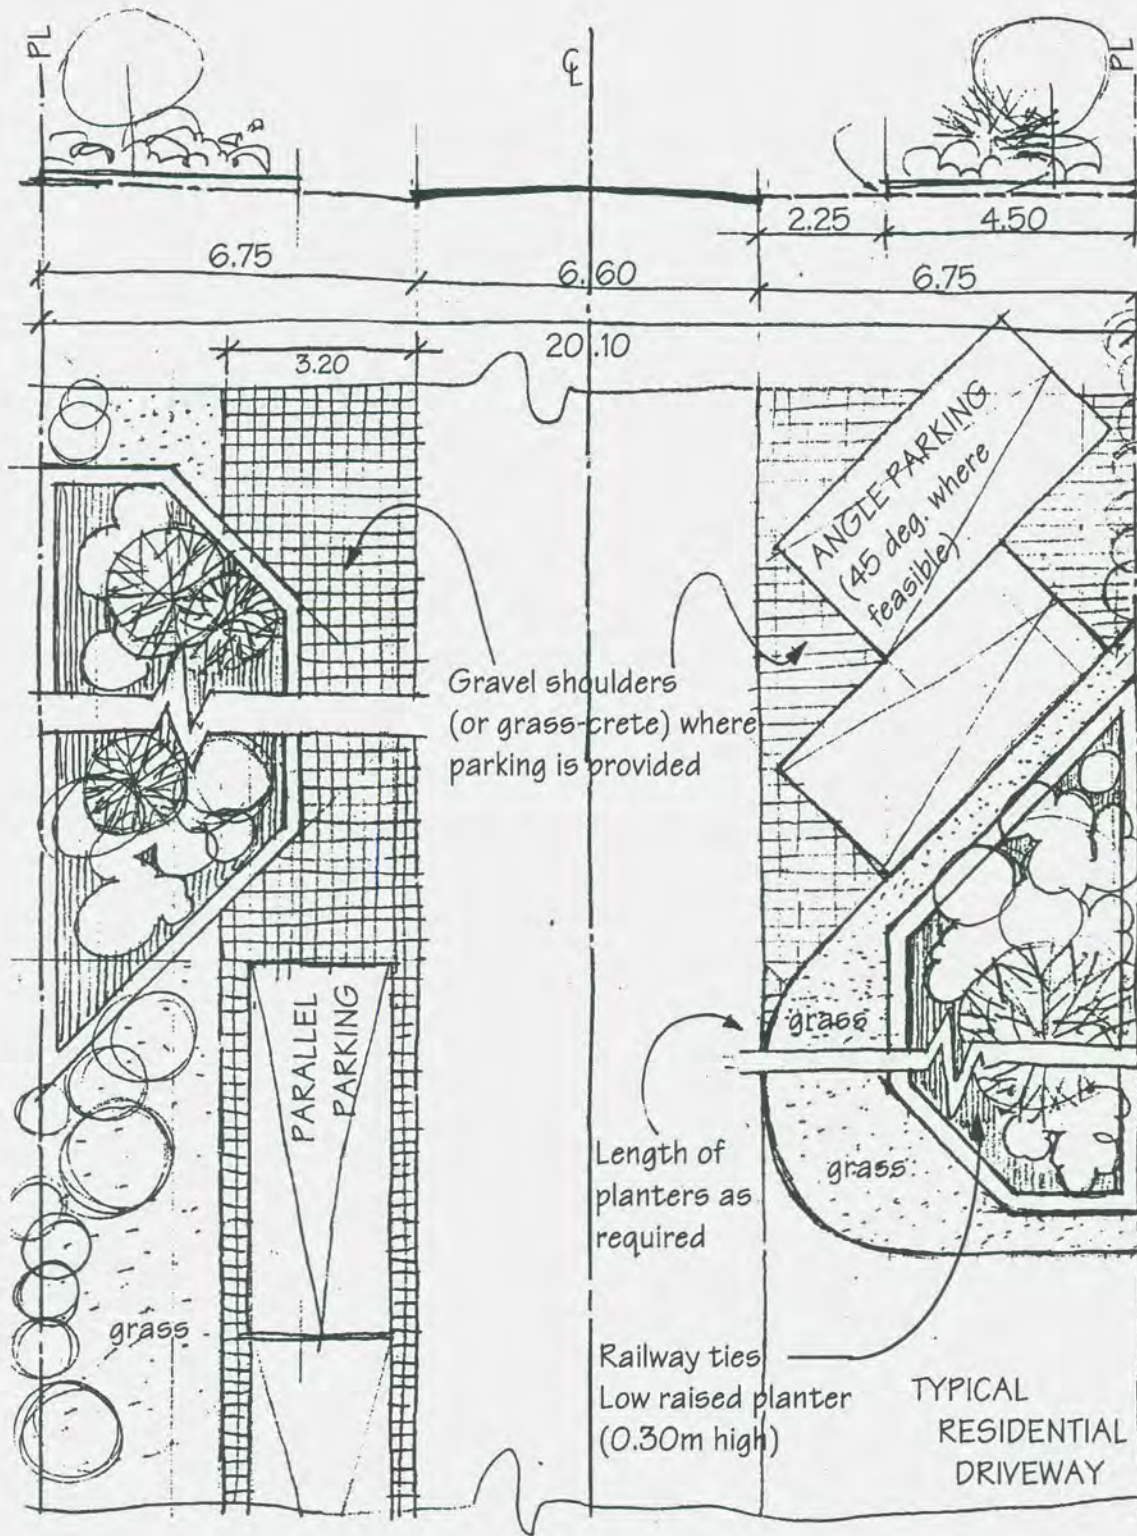 PL
℄
PL
2.25
4.50
6.75
6.60
6.75
20.10
3.20
ANGLE PARKING
(45 deg. where
feasible)
Gravel shoulders
(or grass-crete) where
parking is provided
PARALLEL
PARKING
grass
Length of
planters as
required
grass
grass
Railway ties
Low raised planter
(0.30m high)
TYPICAL
RESIDENTIAL
DRIVEWAY